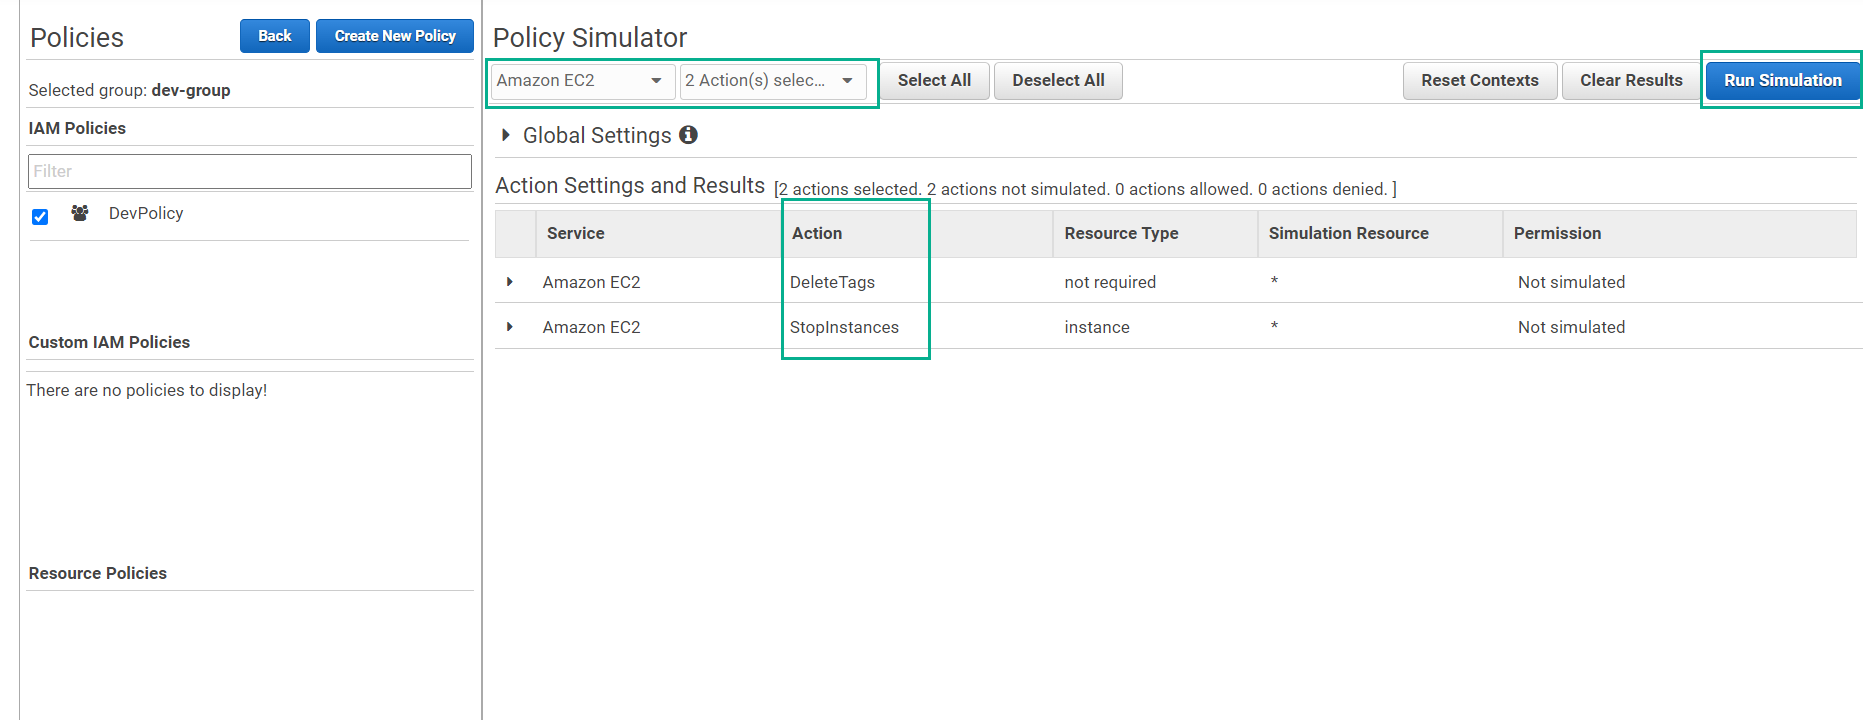 Policies
Back
Create New Policy
Selected group: dev-group
IAM Policies
Filter
DevPolicy
Custom IAM Policies
There are no policies to display!
Resource Policies
Policy Simulator
Amazon EC2
2 Action(s) selec...
Select All
Deselect All
Reset Contexts
Clear Results
Run Simulation
Global Settings
Action Settings and Results [2 actions selected. 2 actions not simulated. 0 actions allowed. 0 actions denied. ]
Service Action Resource Type Simulation Resource Permission
Amazon EC2 DeleteTags not required * Not simulated
Amazon EC2 StopInstances instance * Not simulated